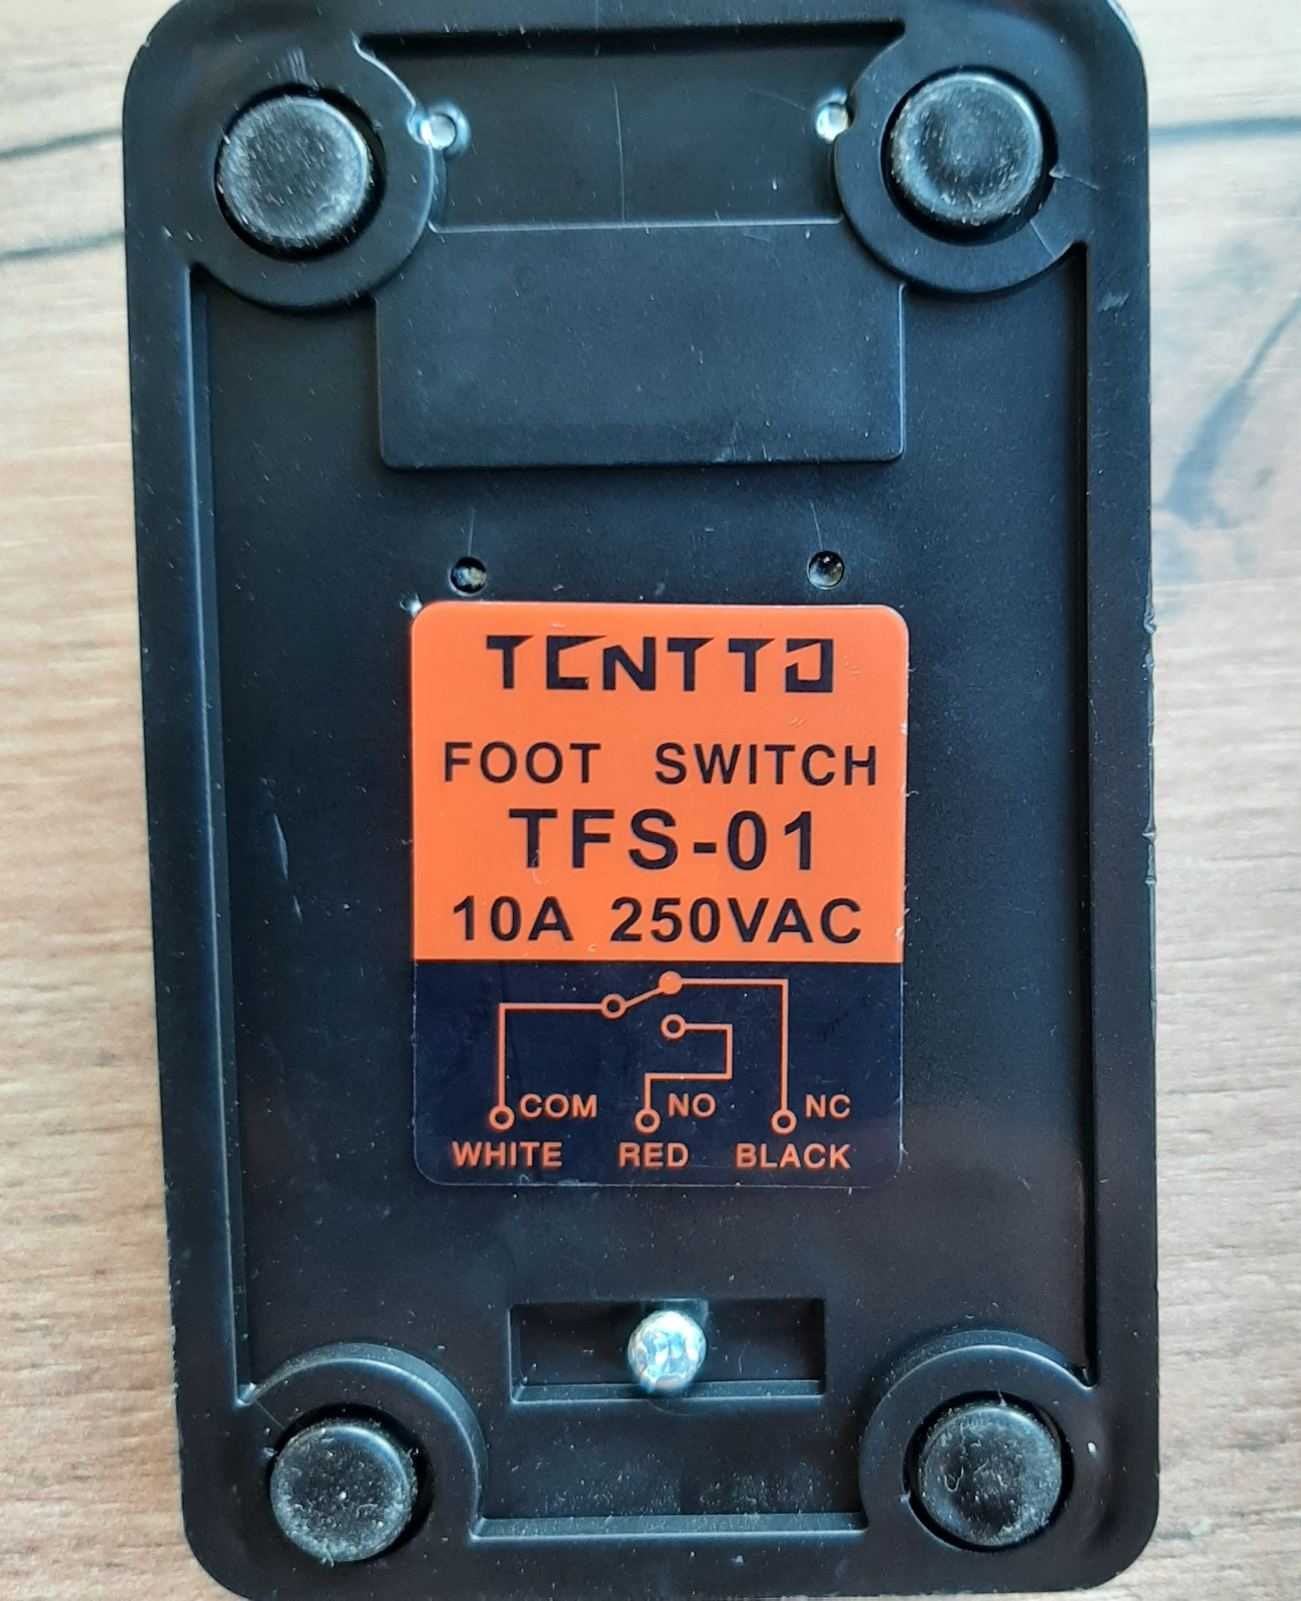 TENTTO
FOOT SWITCH
TFS-01
10A 250VAC
COM NO NC
WHITE RED BLACK